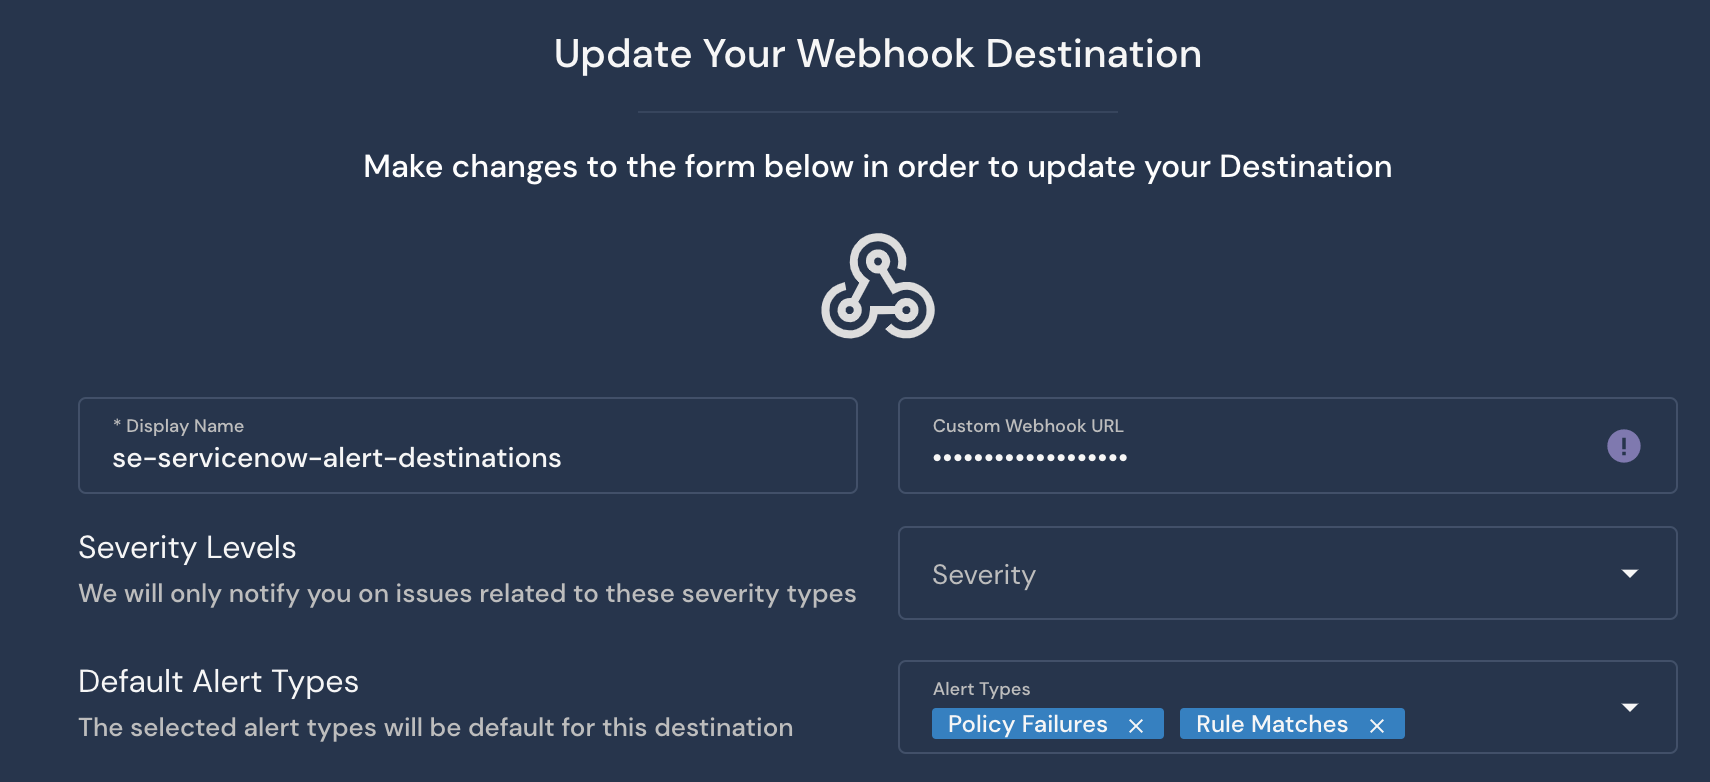 Update Your Webhook Destination
Make changes to the form below in order to update your Destination
* Display Name
se-servicenow-alert-destinations
Custom Webhook URL
•••••••••••••••••••
Severity Levels
We will only notify you on issues related to these severity types
Severity
Default Alert Types
The selected alert types will be default for this destination
Alert Types
Policy Failures × Rule Matches ×